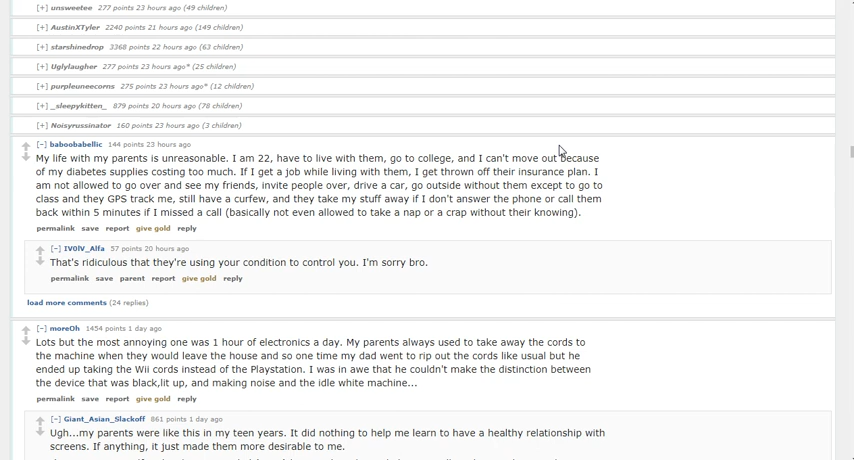 [+] unsweetee 277 points 23 hours ago (49 children)
[+] AustinXTyler 2240 points 21 hours ago (149 children)
[+] starshinedrop 3368 points 22 hours ago (63 children)
[+] Uglylaugher 277 points 23 hours ago* (25 children)
[+] purpleuneecorns 275 points 23 hours ago* (12 children)
[+] _sleepykitten_ 879 points 20 hours ago (78 children)
[+] Noisyrussinator 160 points 23 hours ago (3 children)
[–] baboobabellic 144 points 23 hours ago
My life with my parents is unreasonable. I am 22, have to live with them, go to college, and I can't move out because
of my diabetes supplies costing too much. If I get a job while living with them, I get thrown off their insurance plan. I
am not allowed to go over and see my friends, invite people over, drive a car, go outside without them except to go to
class and they GPS track me, still have a curfew, and they take my stuff away if I don't answer the phone or call them
back within 5 minutes if I missed a call (basically not even allowed to take a nap or a crap without their knowing).
permalink save report give gold reply
[–] IV0lV_Alfa 57 points 20 hours ago
That's ridiculous that they're using your condition to control you. I'm sorry bro.
permalink save parent report give gold reply
load more comments (24 replies)
[–] moreOh 1454 points 1 day ago
Lots but the most annoying one was 1 hour of electronics a day. My parents always used to take away the cords to
the machine when they would leave the house and so one time my dad went to rip out the cords like usual but he
ended up taking the Wii cords instead of the Playstation. I was in awe that he couldn't make the distinction between
the device that was black,lit up, and making noise and the idle white machine...
permalink save report give gold reply
[–] Giant_Asian_Slackoff 861 points 1 day ago
Ugh...my parents were like this in my teen years. It did nothing to help me learn to have a healthy relationship with
screens. If anything, it just made them more desirable to me.